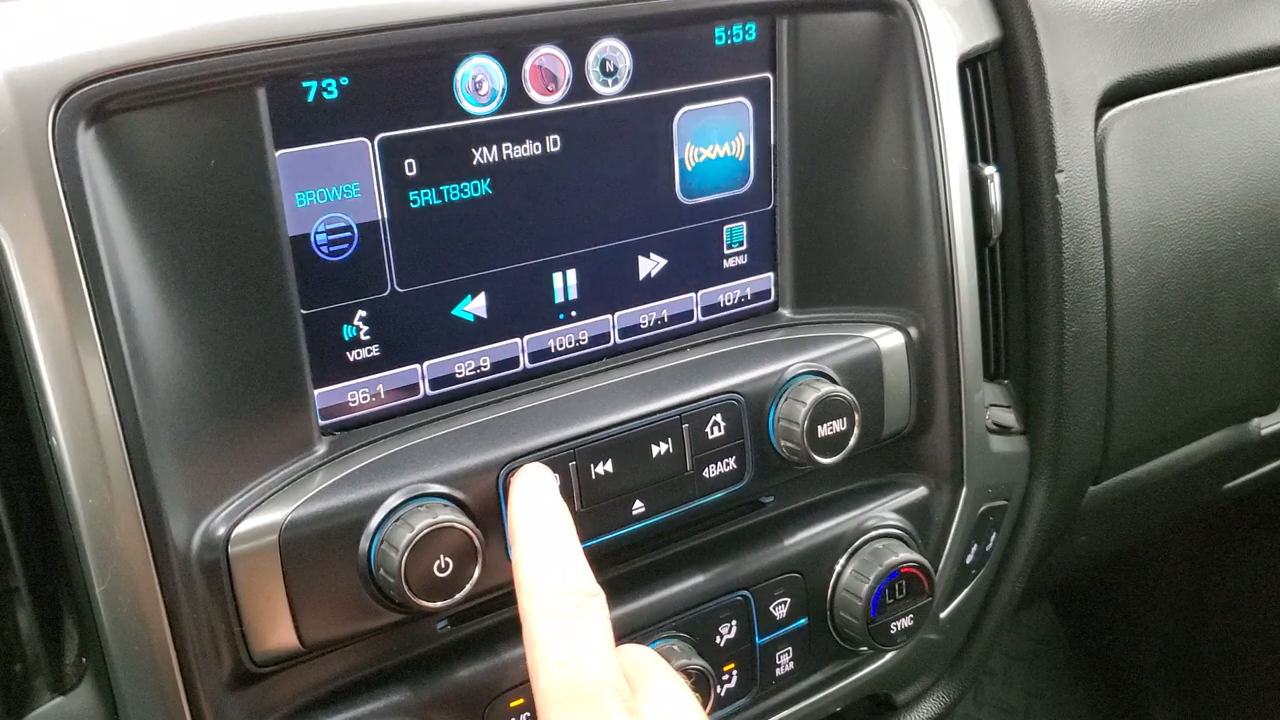 73°
N
5:53
BROWSE
0 XM Radio ID
5RLT830K
((XM))
MENU
VOICE
96.1
92.9
100.9
97.1
107.1
MENU
BACK
LO
SYNC
REAR